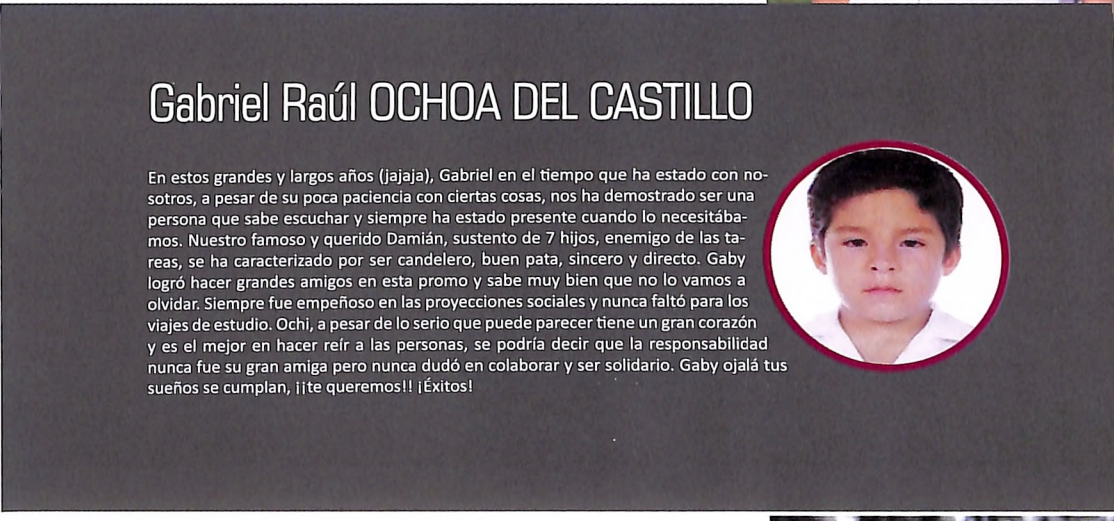 Gabriel Raúl OCHOA DEL CASTILLO
En estos grandes y largos años (jajaja), Gabriel en el tiempo que ha estado con no-
sotros, a pesar de su poca paciencia con ciertas cosas, nos ha demostrado ser una
persona que sabe escuchar y siempre ha estado presente cuando lo necesitába-
mos. Nuestro famoso y querido Damián, sustento de 7 hijos, enemigo de las ta-
reas, se ha caracterizado por ser candelero, buen pata, sincero y directo. Gaby
logró hacer grandes amigos en esta promo y sabe muy bien que no lo vamos a
olvidar. Siempre fue empeñoso en las proyecciones sociales y nunca faltó para los
viajes de estudio. Ochi, a pesar de lo serio que puede parecer tiene un gran corazón
y es el mejor en hacer reír a las personas, se podría decir que la responsabilidad
nunca fue su gran amiga pero nunca dudó en colaborar y ser solidario. Gaby ojalá tus
sueños se cumplan, ¡¡te queremos!! ¡Éxitos!